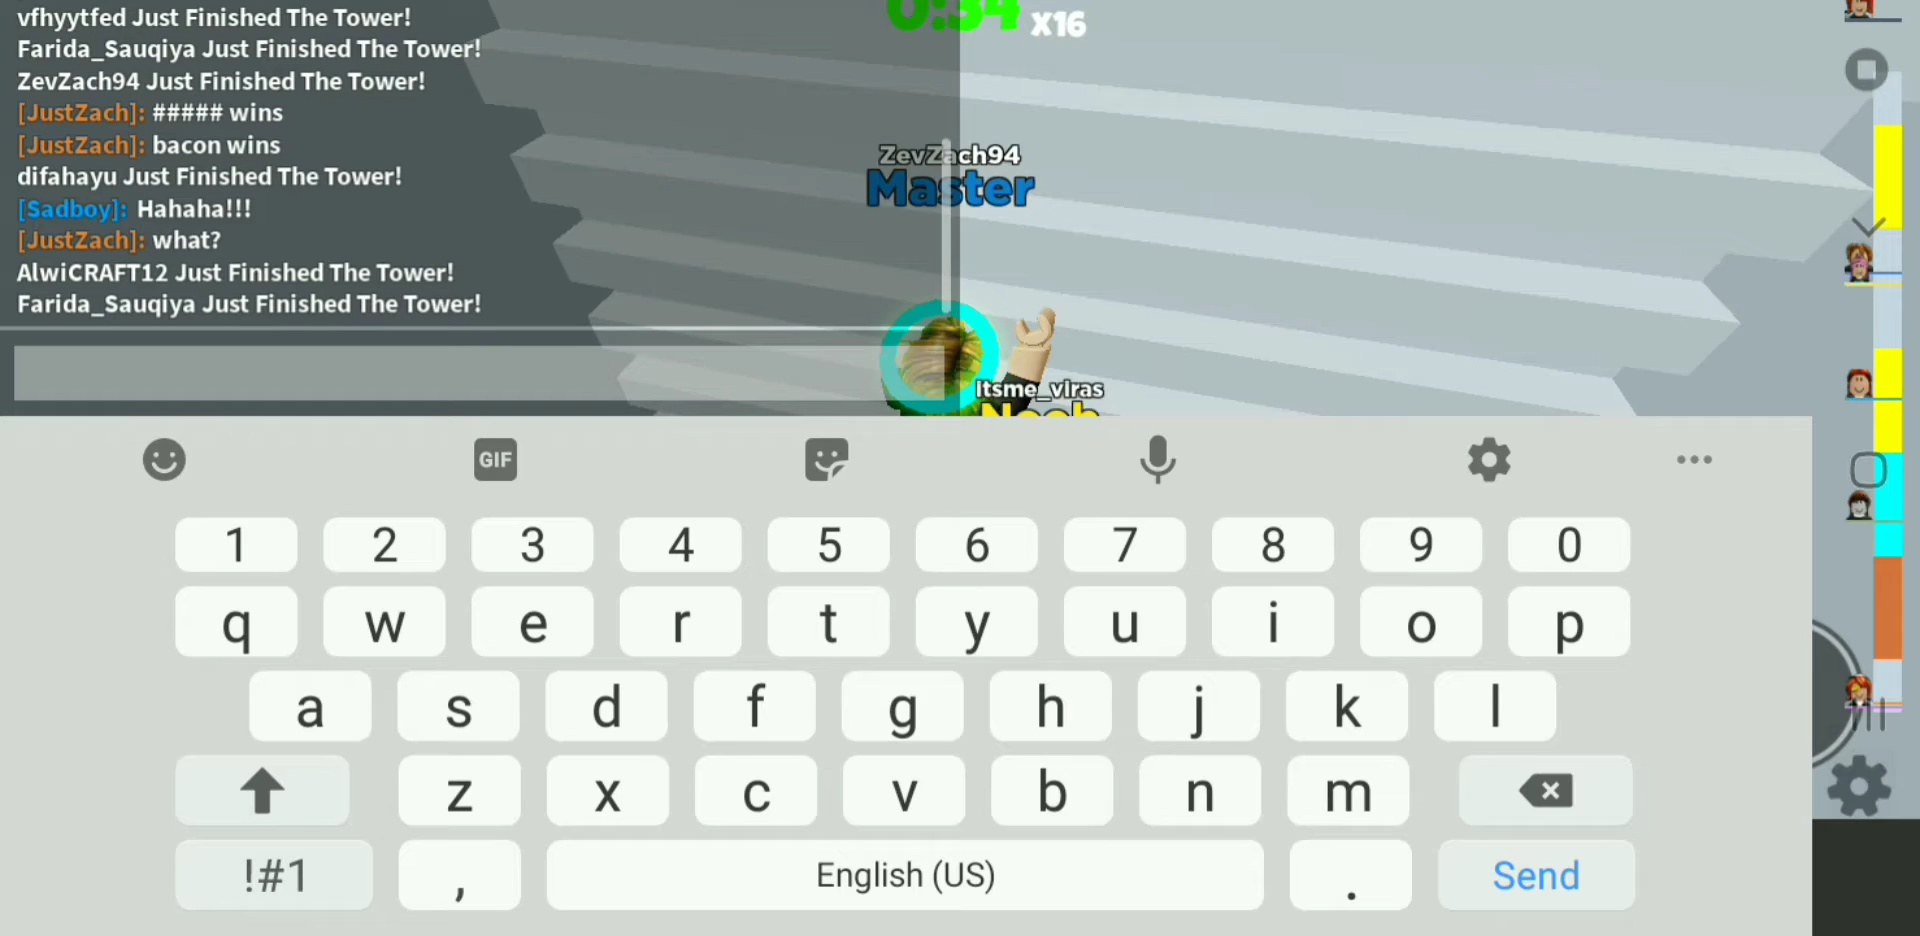 vfhyytfed Just Finished The Tower!
Farida_Sauqiya Just Finished The Tower!
ZevZach94 Just Finished The Tower!
[JustZach]: ##### wins
[JustZach]: bacon wins
difahayu Just Finished The Tower!
[Sadboy]: Hahaha!!!
[JustZach]: what?
AlwiCRAFT12 Just Finished The Tower!
Farida_Sauqiya Just Finished The Tower!
0:34 X16
ZevZach94
Master
Itsme_viras
Noob
GIF
1 2 3 4 5 6 7 8 9 0
q w e r t y u i o p
a s d f g h j k l
z x c v b n m
!#1 , English (US) . Send